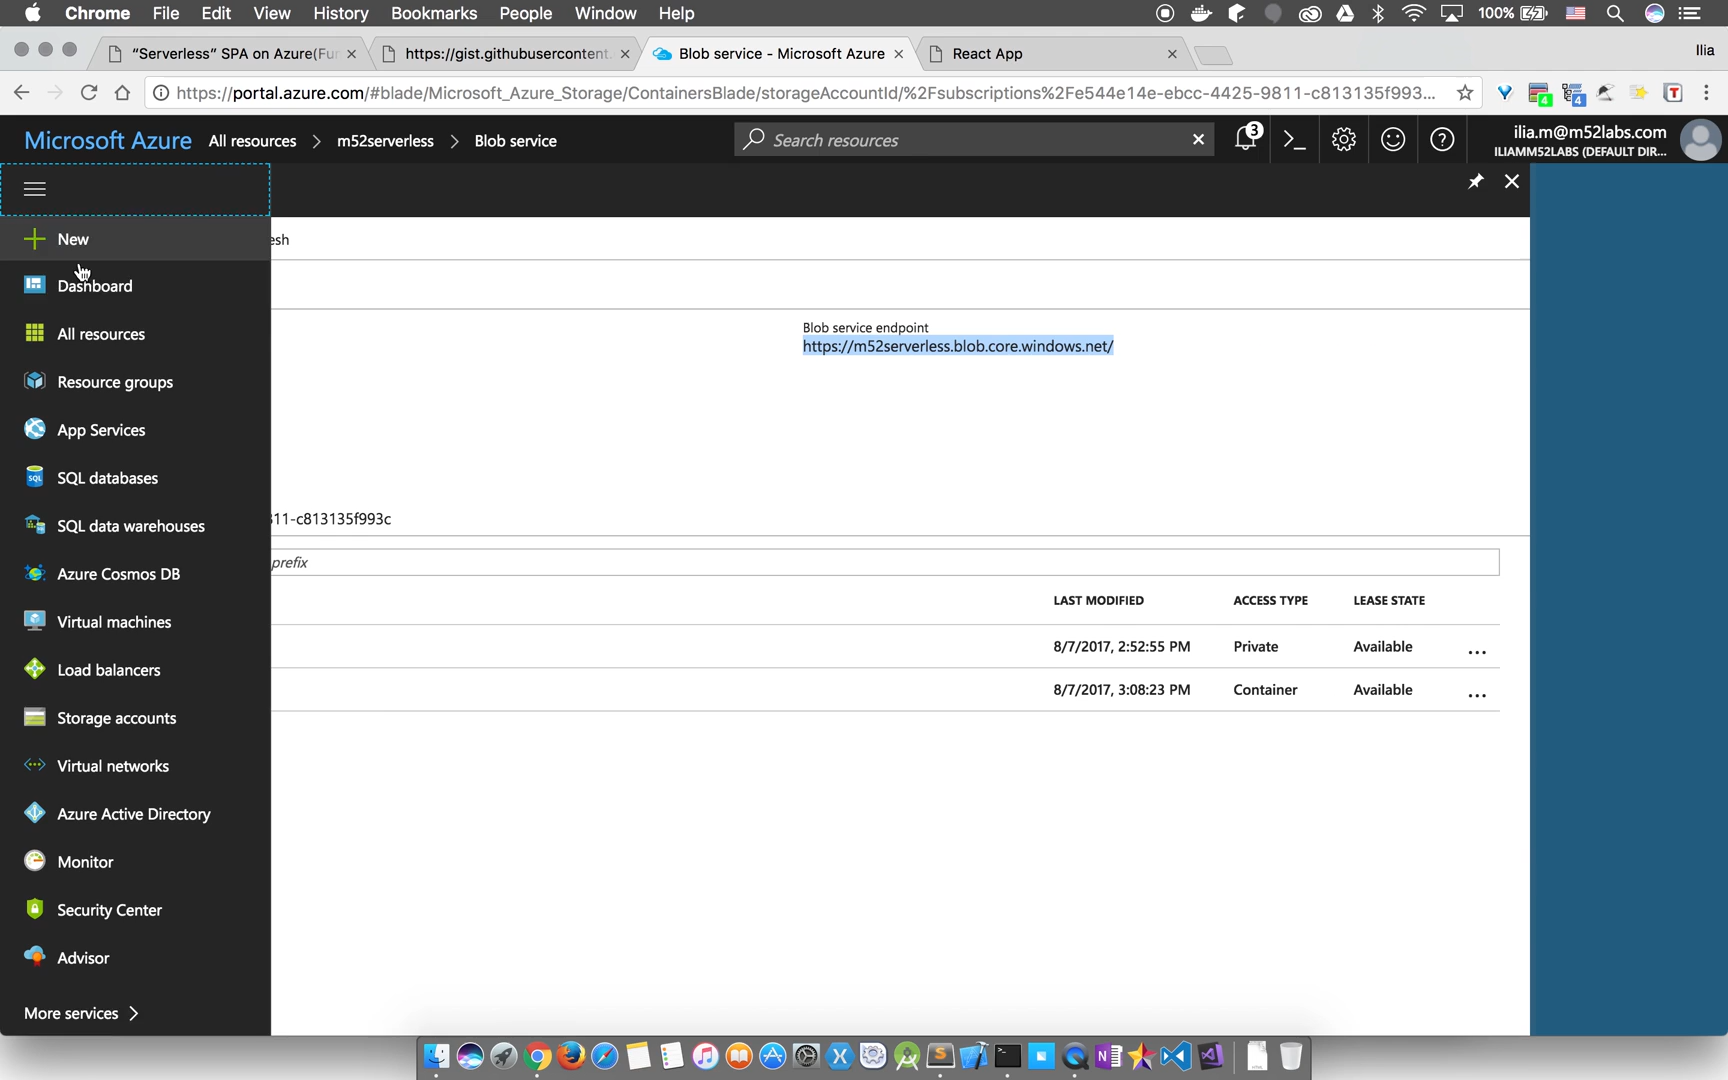 Chrome File Edit View History Bookmarks People Window Help 100%
“Serverless” SPA on Azure(Fu
https://gist.githubusercontent.
Blob service - Microsoft Azure
React App
Ilia
https://portal.azure.com/#blade/Microsoft_Azure_Storage/ContainersBlade/storageAccountId/%2Fsubscriptions%2Fe544e14e-ebcc-4425-9811-c813135f993...
4
4
T
Microsoft Azure All resources > m52serverless > Blob service
Search resources
3
ilia.m@m52labs.com
ILIAMM52LABS (DEFAULT DIR...
New
esh
Dashboard
All resources
Resource groups
App Services
SQL databases
SQL data warehouses
Azure Cosmos DB
Virtual machines
Load balancers
Storage accounts
Virtual networks
Azure Active Directory
Monitor
Security Center
Advisor
More services >
Blob service endpoint
https://m52serverless.blob.core.windows.net/
11-c813135f993c
prefix
LAST MODIFIED ACCESS TYPE LEASE STATE
8/7/2017, 2:52:55 PM Private Available ...
8/7/2017, 3:08:23 PM Container Available ...